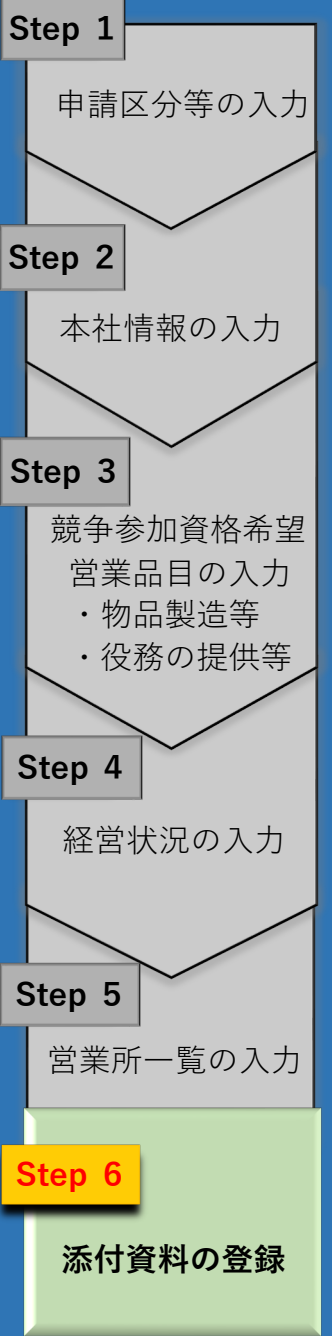 Step 1
申請区分等の入力
Step 2
本社情報の入力
Step 3
競争参加資格希望
営業品目の入力
・物品製造等
・役務の提供等
Step 4
経営状況の入力
Step 5
営業所一覧の入力
Step 6
添付資料の登録